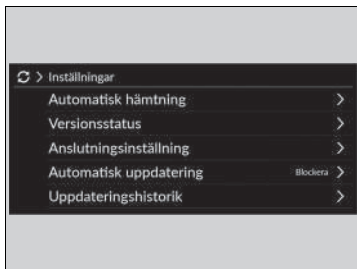 Inställningar
Automatisk hämtning
Versionsstatus
Anslutningsinställning
Automatisk uppdatering Blockera
Uppdateringshistorik